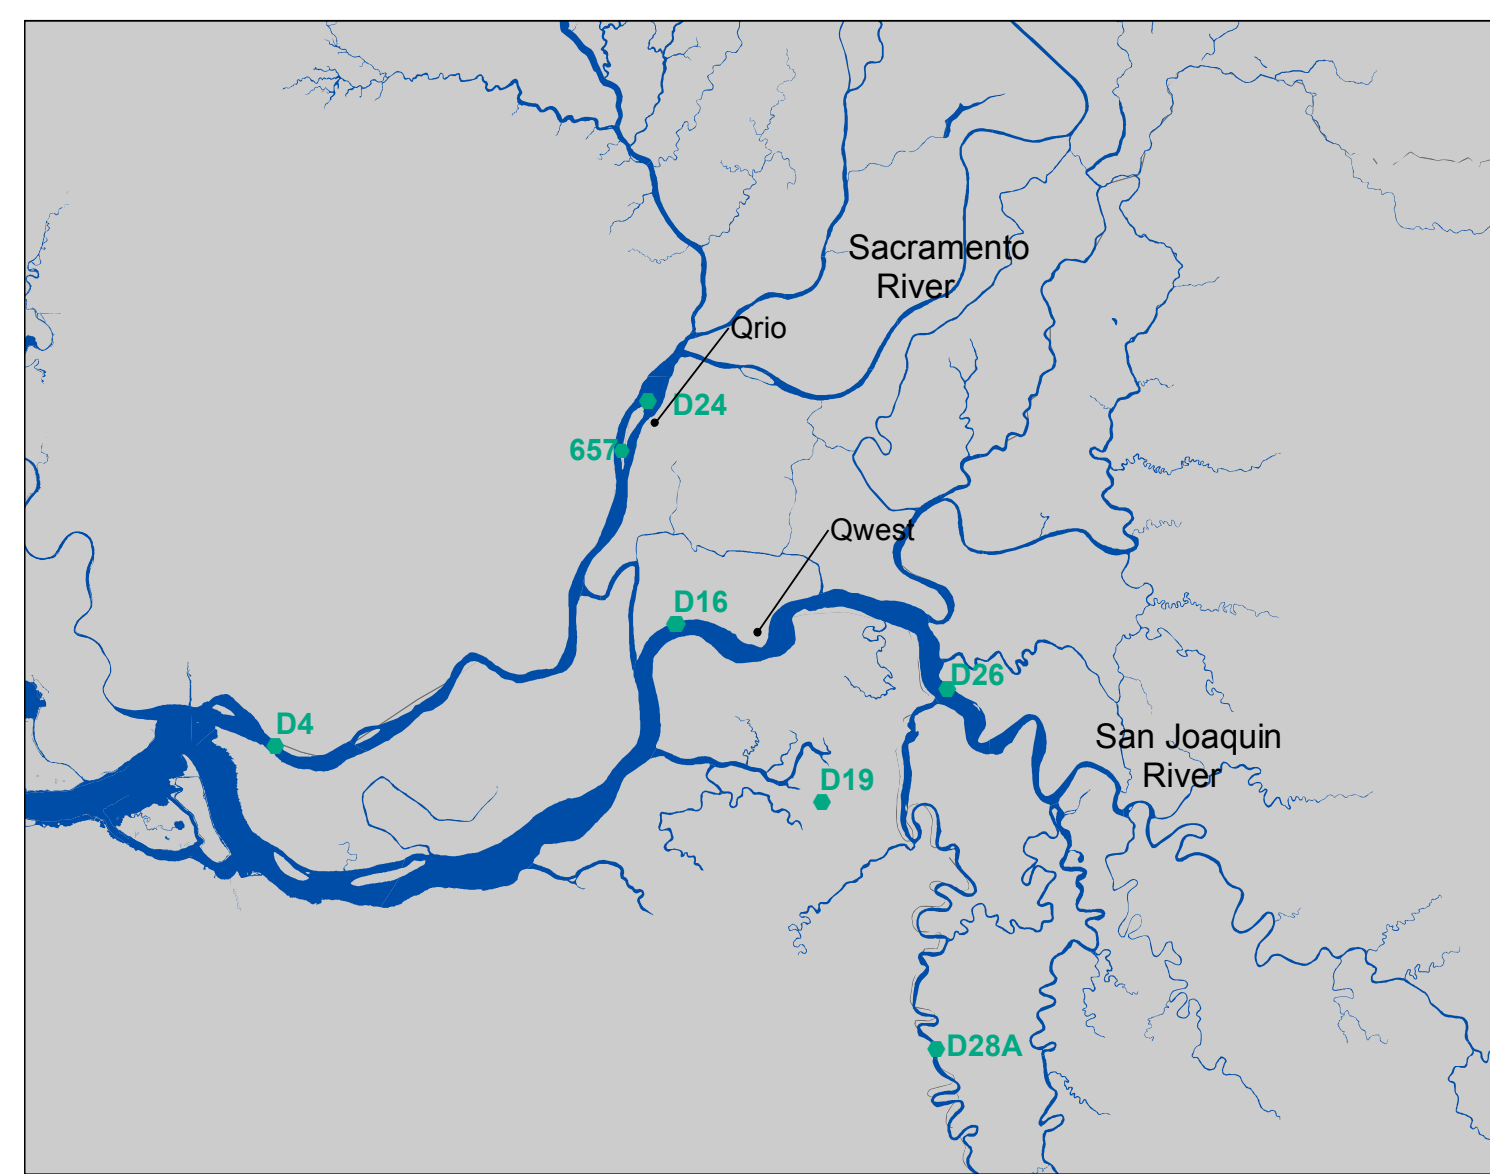 Sacramento
River
Qrio
D24
657
Qwest
D16
D26
D4
San Joaquin
River
D19
D28A